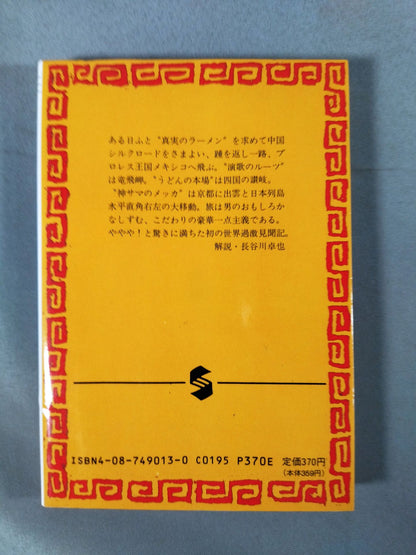 ある日ふと〝真実のラーメン〟を求めて中国
シルクロードをさまよい、踵を返し一路、プ
ロレス王国メキシコへ飛ぶ。〝演歌のルーツ〟
は竜飛岬。〝うどんの本場〟は四国の讃岐。
〝神サマのメッカ〟は京都に出雲と日本列島
水平直角右左の大移動。旅は男のおもしろか
なしずむ、こだわりの豪華一点主義である。
ややや！と驚きに満ちた初の世界過激見聞記。
解説・長谷川卓也
ISBN4-08-749013-0 C0195 P370E 定価370円
(本体359円)